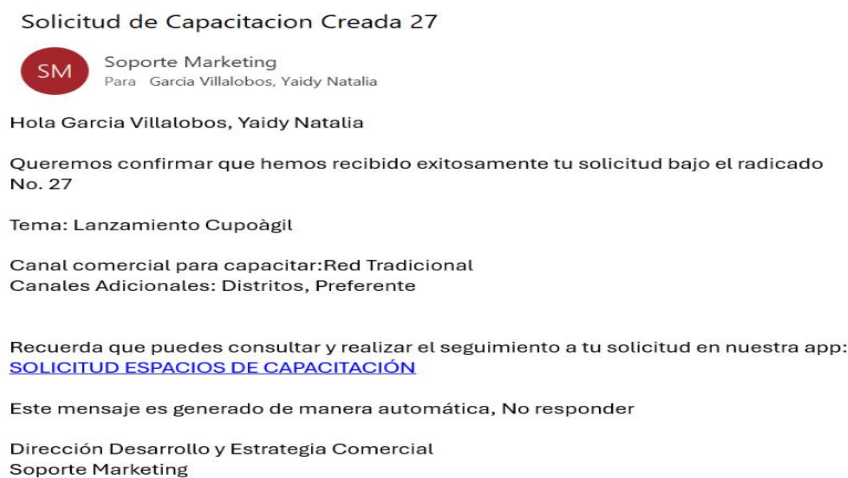 Solicitud de Capacitacion Creada 27
SM
Soporte Marketing
Para Garcia Villalobos, Yaidy Natalia
Hola Garcia Villalobos, Yaidy Natalia
Queremos confirmar que hemos recibido exitosamente tu solicitud bajo el radicado
No. 27
Tema: Lanzamiento Cupoàgil
Canal comercial para capacitar:Red Tradicional
Canales Adicionales: Distritos, Preferente
Recuerda que puedes consultar y realizar el seguimiento a tu solicitud en nuestra app:
SOLICITUD ESPACIOS DE CAPACITACIÓN
Este mensaje es generado de manera automática, No responder
Dirección Desarrollo y Estrategia Comercial
Soporte Marketing